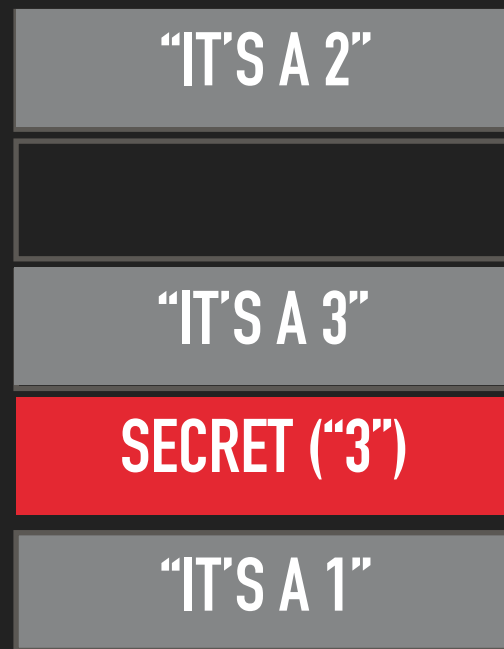 “IT’S A 2”
“IT’S A 3”
SECRET (“3”)
“IT’S A 1”